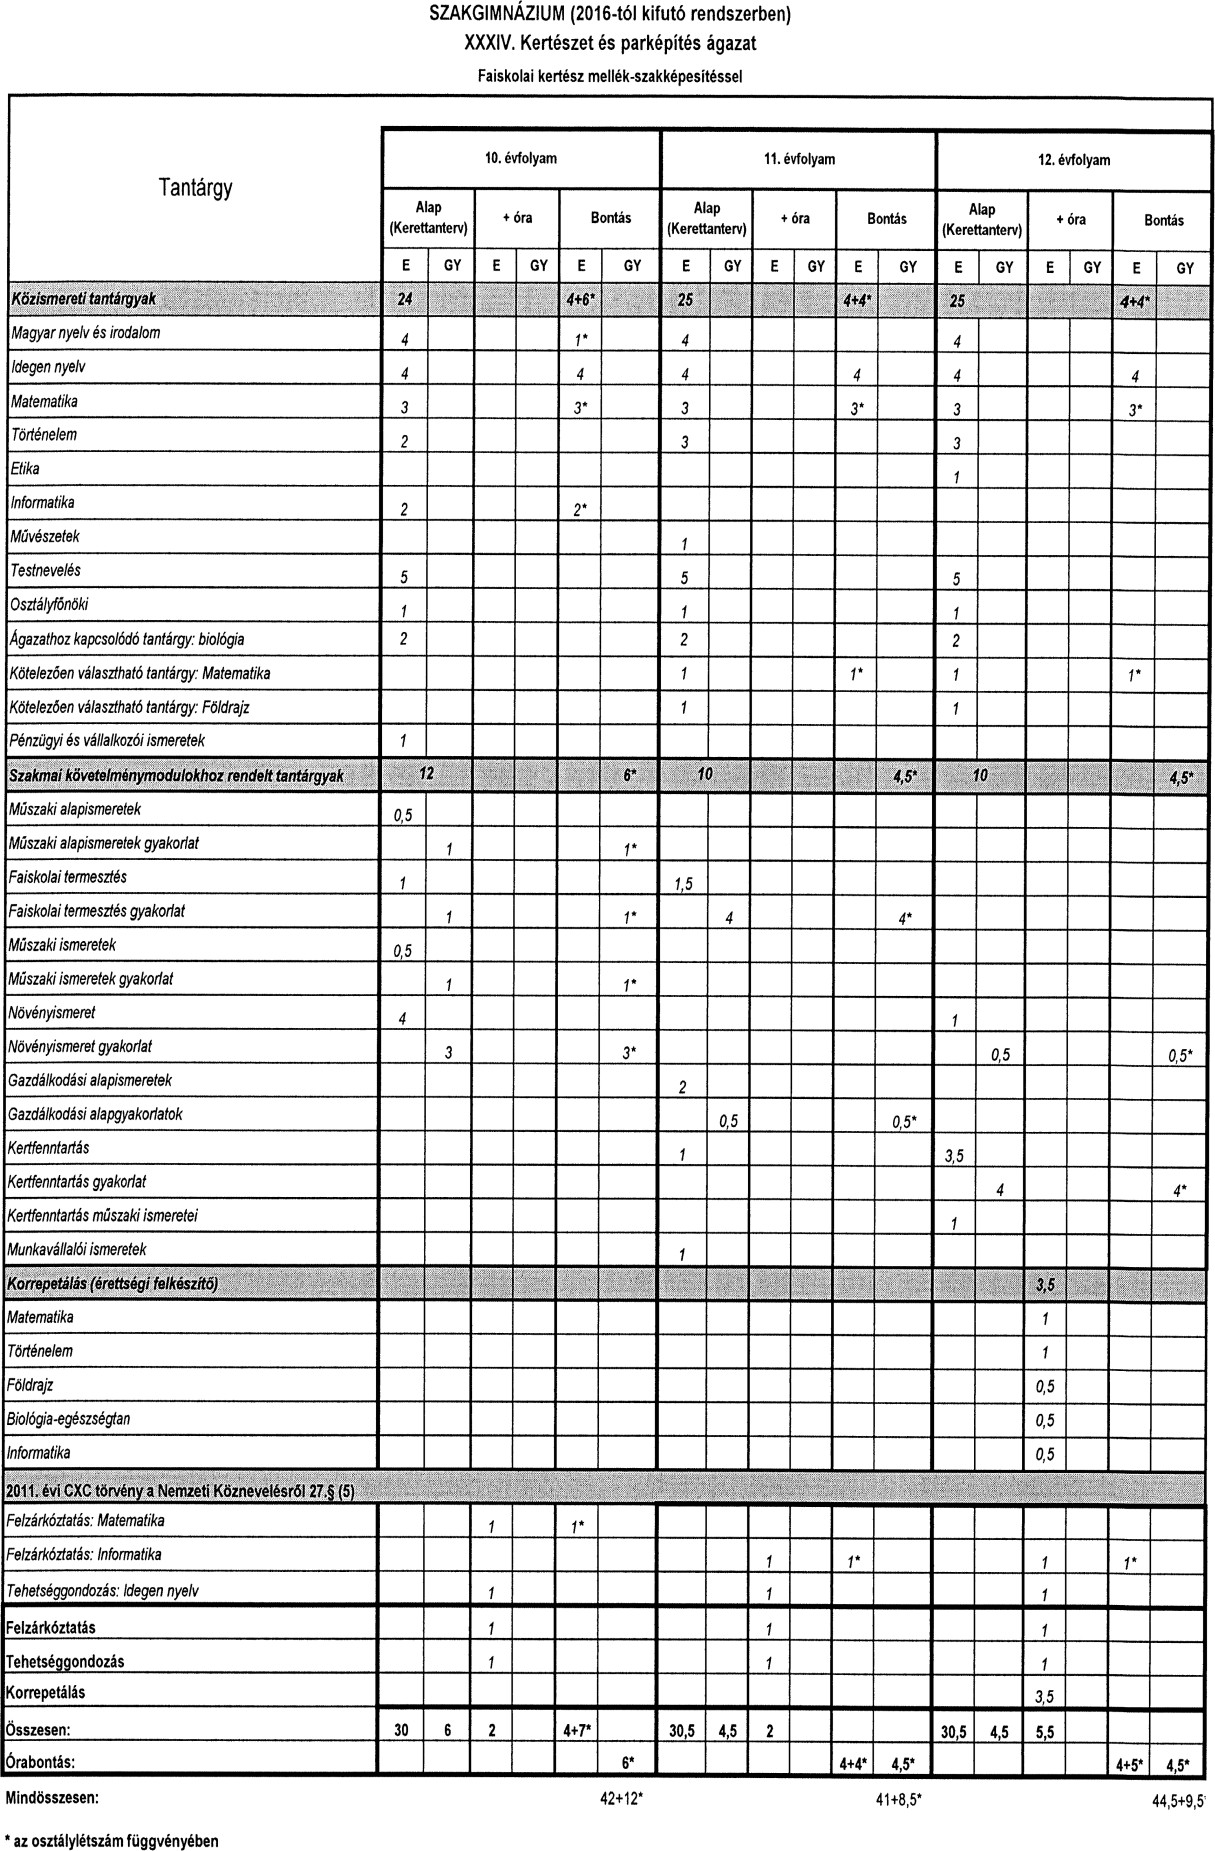 SZAKGIMNÁZIUM (2016-tól kifutó rendszerben)
XXXIV. Kertészet és parképítés ágazat
Faiskolai kertész mellék-szakképesítéssel
Tantárgy 10. évfolyam 11. évfolyam 12. évfolyam
Alap (Kerettanterv) + óra Bontás Alap (Kerettanterv) + óra Bontás Alap (Kerettanterv) + óra Bontás
E GY E GY E GY E GY E GY E GY E GY E GY E GY
Közismereti tantárgyak 24 4+6* 25 4+4* 25 4+4*
Magyar nyelv és irodalom 4 1* 4 4
Idegen nyelv 4 4 4 4 4 4
Matematika 3 3* 3 3* 3 3*
Történelem 2 3 3
Etika 1
Informatika 2 2*
Művészetek 1
Testnevelés 5 5 5
Osztályfőnöki 1 1 1
Ágazathoz kapcsolódó tantárgy: biológia 2 2 2
Kötelezően választható tantárgy: Matematika 1 1* 1 1*
Kötelezően választható tantárgy: Földrajz 1 1
Pénzügyi és vállalkozói ismeretek 1
Szakmai követelménymodulokhoz rendelt tantárgyak 12 6* 10 4,5* 10 4,5*
Műszaki alapismeretek 0,5
Műszaki alapismeretek gyakorlat 1 1*
Faiskolai termesztés 1 1,5
Faiskolai termesztés gyakorlat 1 1* 4 4*
Műszaki ismeretek 0,5
Műszaki ismeretek gyakorlat 1 1*
Növényismeret 4 1
Növényismeret gyakorlat 3 3* 0,5 0,5*
Gazdálkodási alapismeretek 2
Gazdálkodási alapgyakorlatok 0,5 0,5*
Kertfenntartás 1 3,5
Kertfenntartás gyakorlat 4 4*
Kertfenntartás műszaki ismeretei 1
Munkavállalói ismeretek 1
Korrepetálás (érettségi felkészítő) 3,5
Matematika 1
Történelem 1
Földrajz 0,5
Biológia-egészségtan 0,5
Informatika 0,5
2011. évi CXC törvény a Nemzeti Köznevelésről 27.§ (5)
Felzárkóztatás: Matematika 1 1*
Felzárkóztatás: Informatika 1 1* 1 1*
Tehetséggondozás: Idegen nyelv 1 1 1
Felzárkóztatás 1 1 1
Tehetséggondozás 1 1 1
Korrepetálás 3,5
Összesen: 30 6 2 4+7* 30,5 4,5 2 30,5 4,5 5,5
Órabontás: 6* 4+4* 4,5* 4+5* 4,5*
Mindösszesen: 42+12* 41+8,5* 44,5+9,5*
* az osztálylétszám függvényében